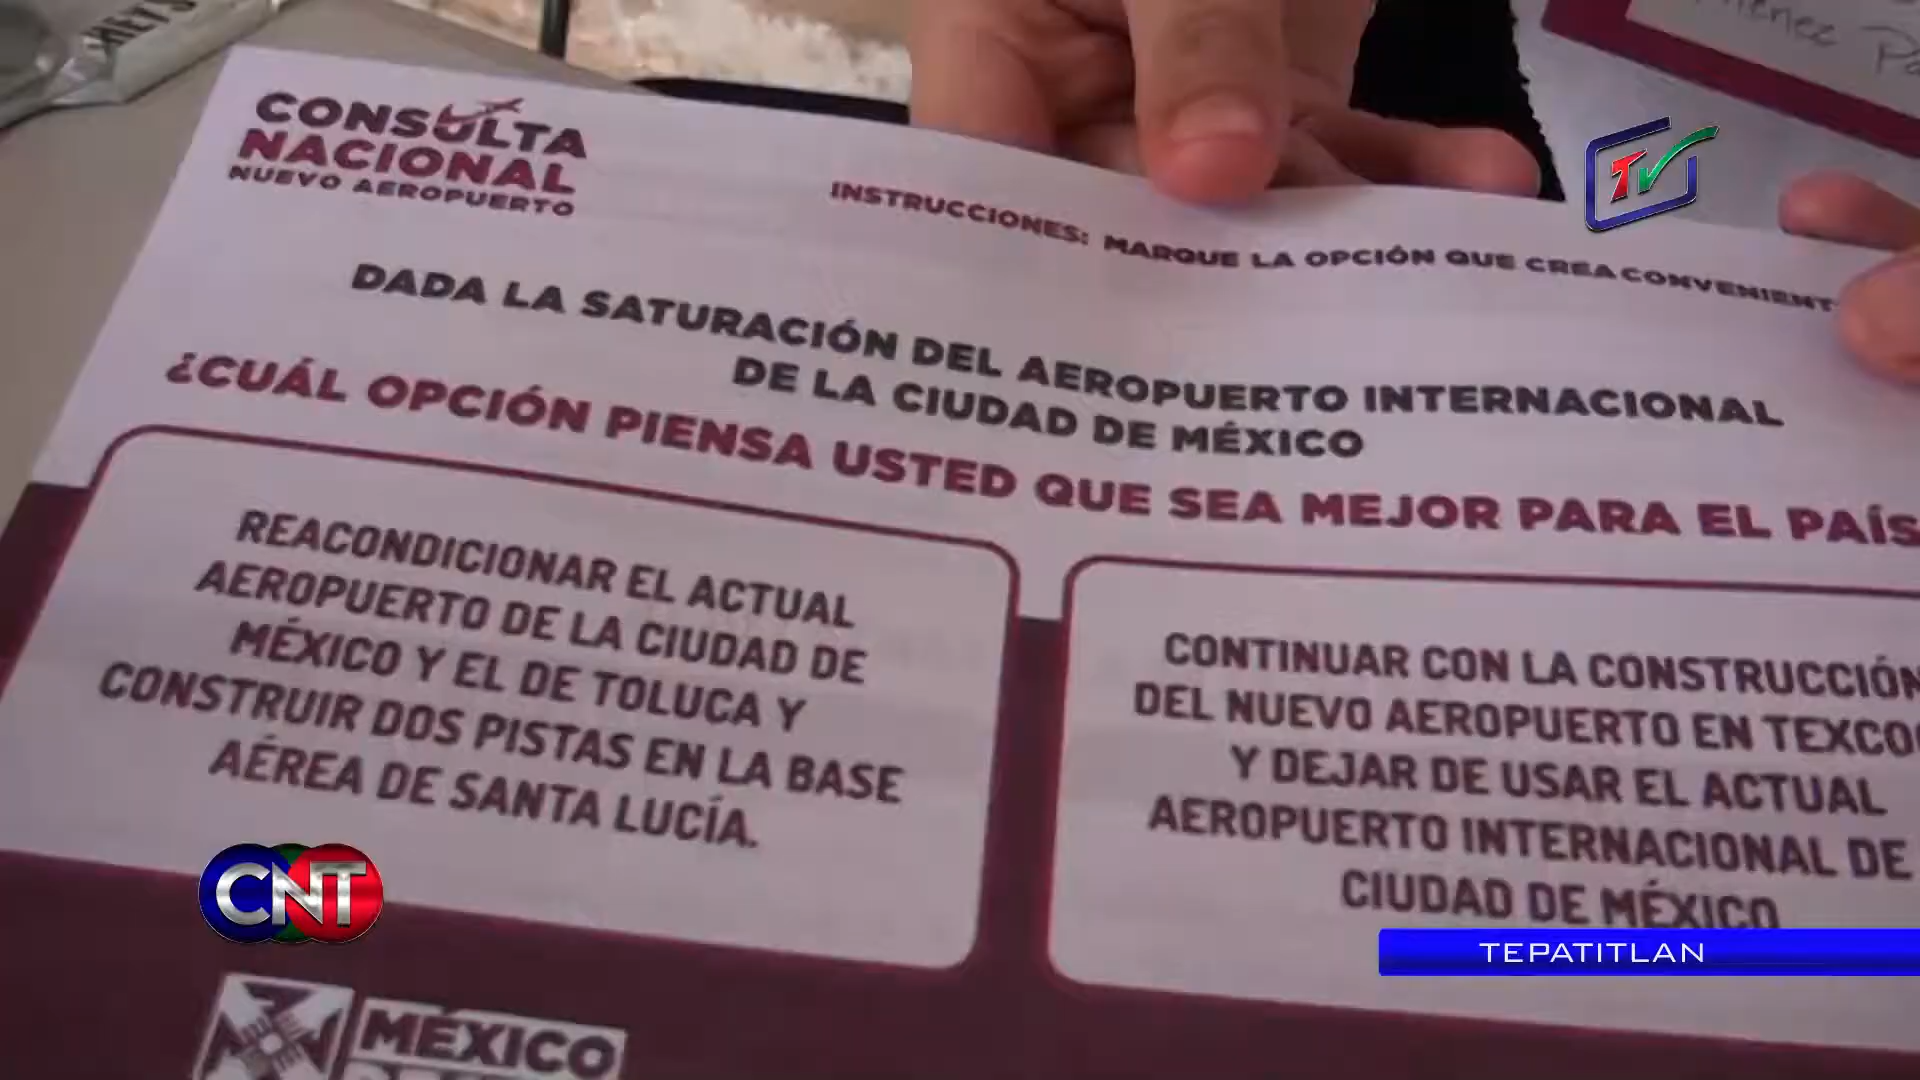 CONSULTA
NACIONAL
NUEVO AEROPUERTO
INSTRUCCIONES: MARQUE LA OPCIÓN QUE CREA CONVENIENT
DADA LA SATURACIÓN DEL AEROPUERTO INTERNACIONAL
DE LA CIUDAD DE MÉXICO
¿CUÁL OPCIÓN PIENSA USTED QUE SEA MEJOR PARA EL PAÍS
REACONDICIONAR EL ACTUAL
AEROPUERTO DE LA CIUDAD DE
MÉXICO Y EL DE TOLUCA Y
CONSTRUIR DOS PISTAS EN LA BASE
AÉREA DE SANTA LUCÍA.
CONTINUAR CON LA CONSTRUCCIÓN
DEL NUEVO AEROPUERTO EN TEXCO
Y DEJAR DE USAR EL ACTUAL
AEROPUERTO INTERNACIONAL DE
CIUDAD DE MÉXICO
MÉXICO
TV
CNT
TEPATITLAN